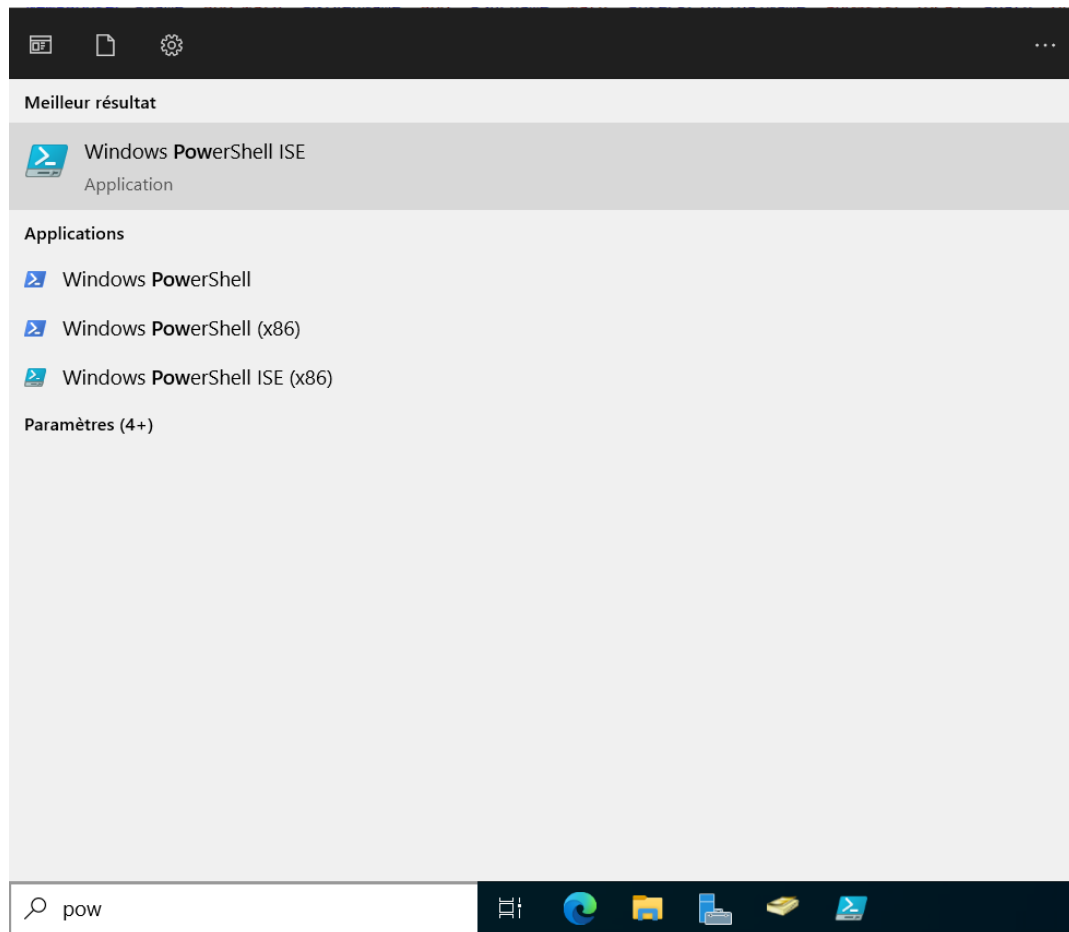 Meilleur résultat
Windows PowerShell ISE
Application
Applications
Windows PowerShell
Windows PowerShell (x86)
Windows PowerShell ISE (x86)
Paramètres (4+)
pow